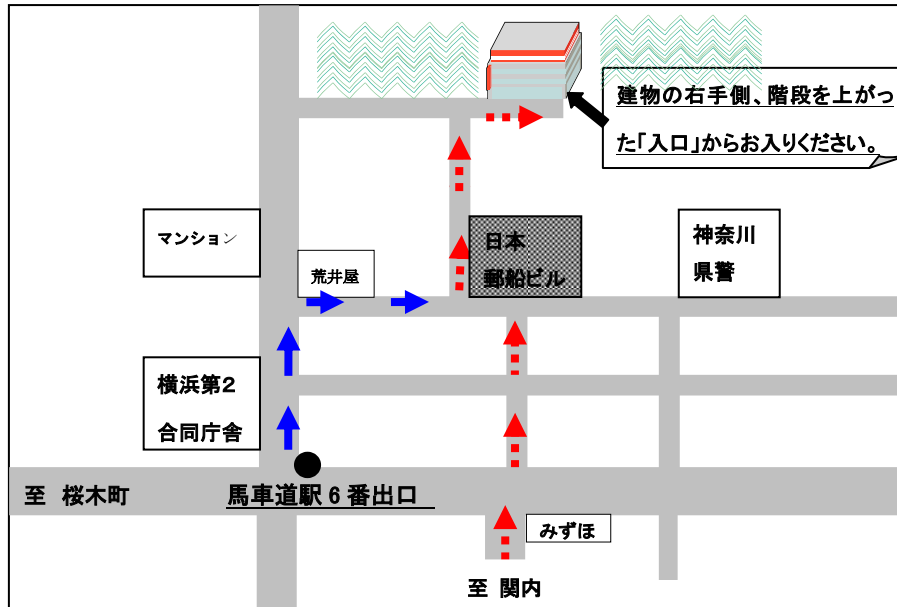 建物の右手側、階段を上がっ
た「入口」からお入りください。
マンション
荒井屋
日本
郵船ビル
神奈川
県警
横浜第2
合同庁舎
至 桜木町
馬車道駅 6 番出口
みずほ
至 関内